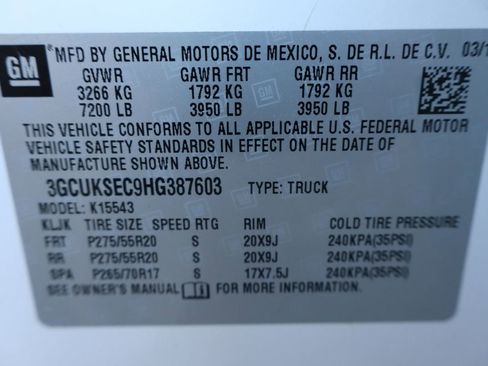 GM
MFD BY GENERAL MOTORS DE MEXICO, S. DE R.L. DE C.V. 03/1
GVWR GAWR FRT GAWR RR
3266 KG 1792 KG 1792 KG
7200 LB 3950 LB 3950 LB
THIS VEHICLE CONFORMS TO ALL APPLICABLE U.S. FEDERAL MOTOR
VEHICLE SAFETY STANDARDS IN EFFECT ON THE DATE OF
MANUFACTURE SHOWN ABOVE.
3GCUKSEC9HG387603 TYPE: TRUCK
MODEL: K15543
KLJK TIRE SIZE SPEED RTG RIM COLD TIRE PRESSURE
FRT P275/55R20 S 20X9J 240KPA(35PSI)
RR P275/55R20 S 20X9J 240KPA(35PSI)
SPA P265/70R17 S 17X7.5J 240KPA(35PSI)
SEE OWNER'S MANUAL FOR MORE INFORMATION.